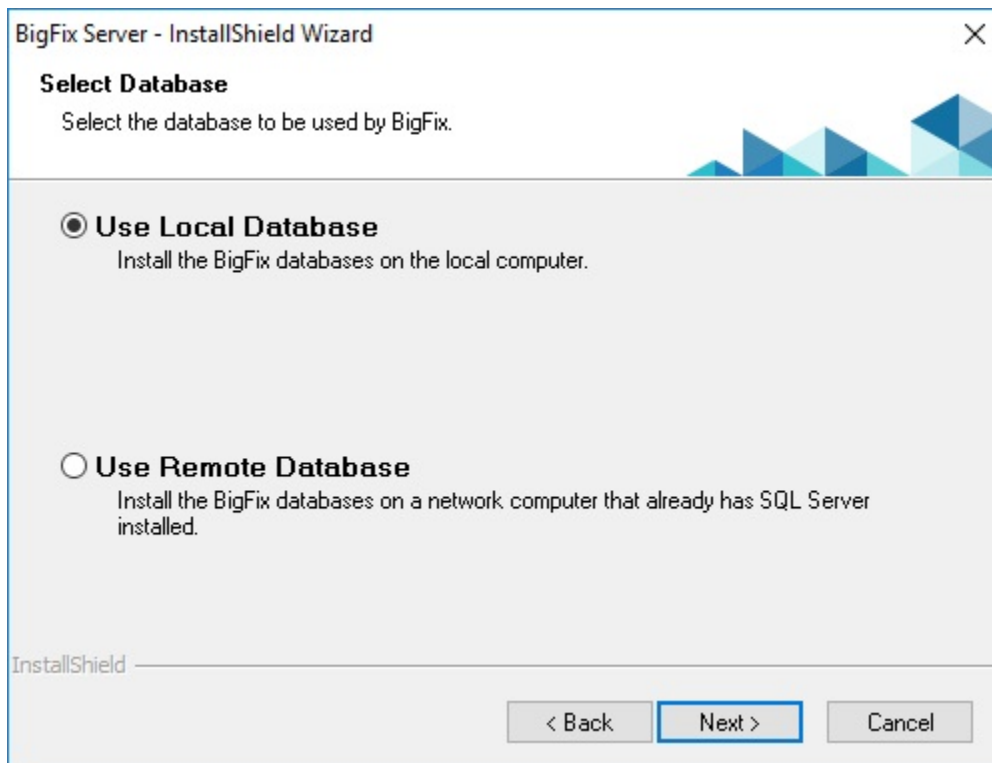 BigFix Server - InstallShield Wizard
Select Database
Select the database to be used by BigFix.
Use Local Database
Install the BigFix databases on the local computer.
Use Remote Database
Install the BigFix databases on a network computer that already has SQL Server
installed.
InstallShield
< Back Next > Cancel